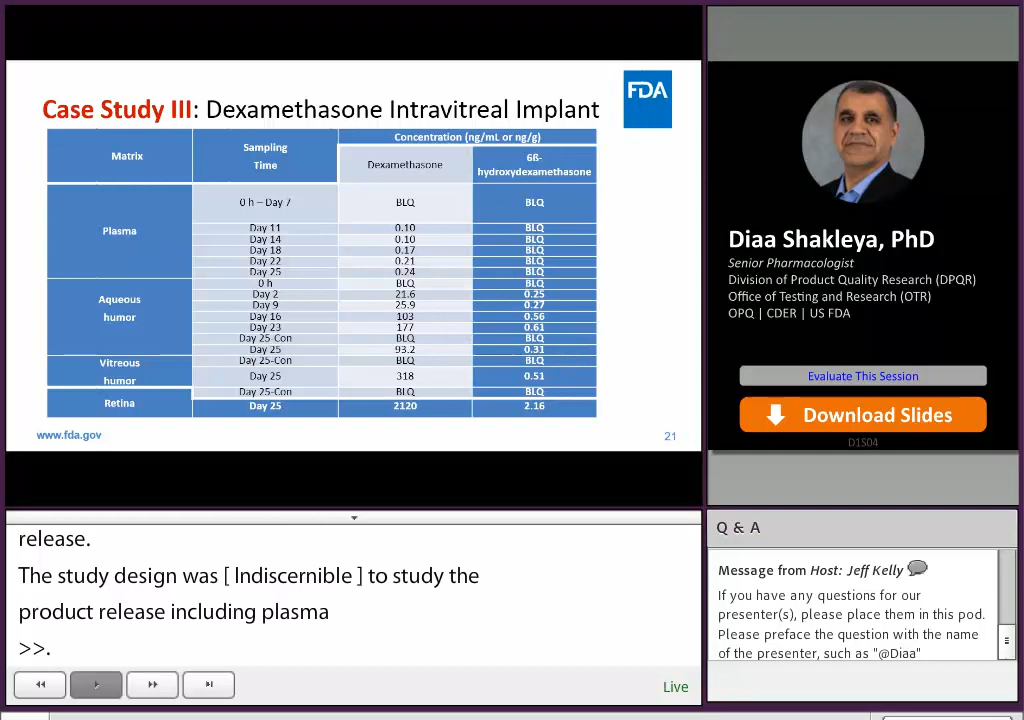 Case Study III: Dexamethasone Intravitreal Implant
FDA
Matrix
Sampling
Time
Concentration (ng/mL or ng/g)
Dexamethasone
6ß-
hydroxydexamethasone
Plasma
0 h – Day 7 BLQ BLQ
Day 11 0.10 BLQ
Day 14 0.10 BLQ
Day 18 0.17 BLQ
Day 22 0.21 BLQ
Day 25 0.24 BLQ
Aqueous
humor
0 h BLQ BLQ
Day 2 21.6 0.25
Day 9 25.9 0.27
Day 16 103 0.56
Day 23 177 0.61
Day 25-Con BLQ BLQ
Day 25 93.2 0.31
Vitreous
humor
Day 25-Con BLQ BLQ
Day 25 318 0.51
Retina
Day 25-Con BLQ BLQ
Day 25 2120 2.16
www.fda.gov
21
Diaa Shakleya, PhD
Senior Pharmacologist
Division of Product Quality Research (DPQR)
Office of Testing and Research (OTR)
OPQ | CDER | US FDA
Evaluate This Session
Download Slides
D1S04
release.
The study design was [ Indiscernible ] to study the
product release including plasma
>>.
Live
Q & A
Message from Host: Jeff Kelly
If you have any questions for our
presenter(s), please place them in this pod.
Please preface the question with the name
of the presenter, such as "@Diaa"